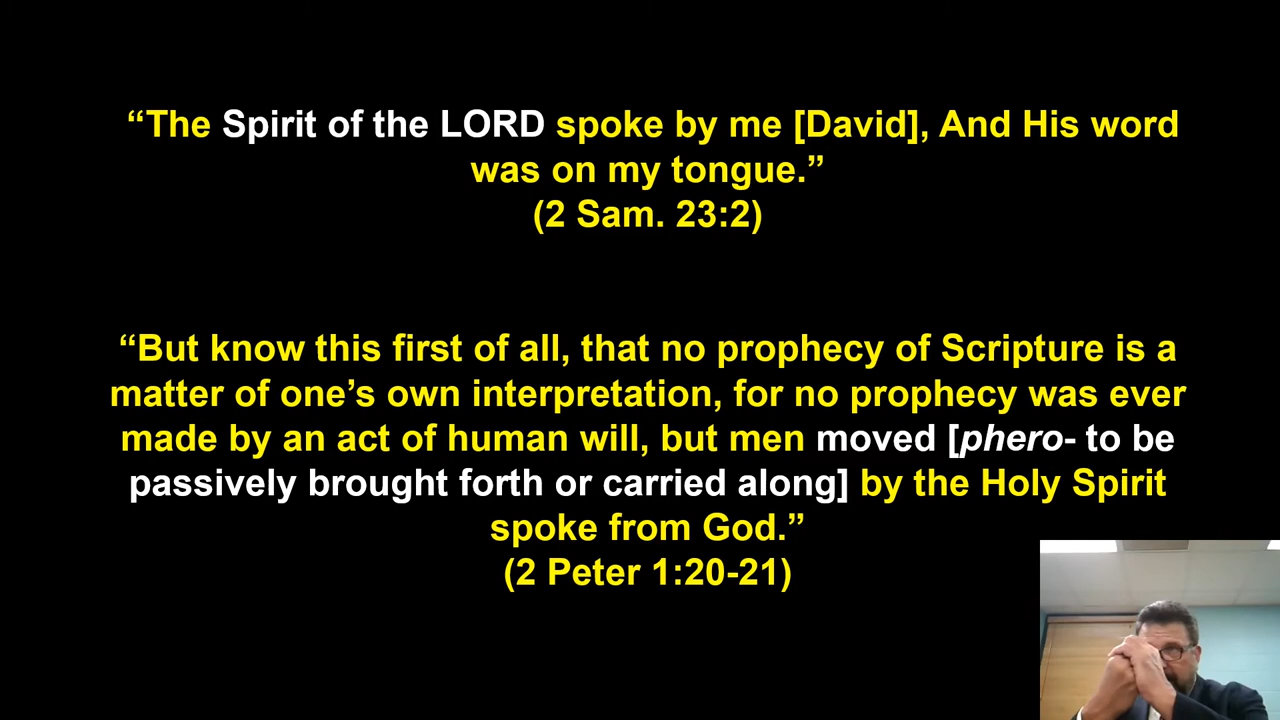 “The Spirit of the LORD spoke by me [David], And His word
was on my tongue.”
(2 Sam. 23:2)
“But know this first of all, that no prophecy of Scripture is a
matter of one’s own interpretation, for no prophecy was ever
made by an act of human will, but men moved [phero- to be
passively brought forth or carried along] by the Holy Spirit
spoke from God.”
(2 Peter 1:20-21)